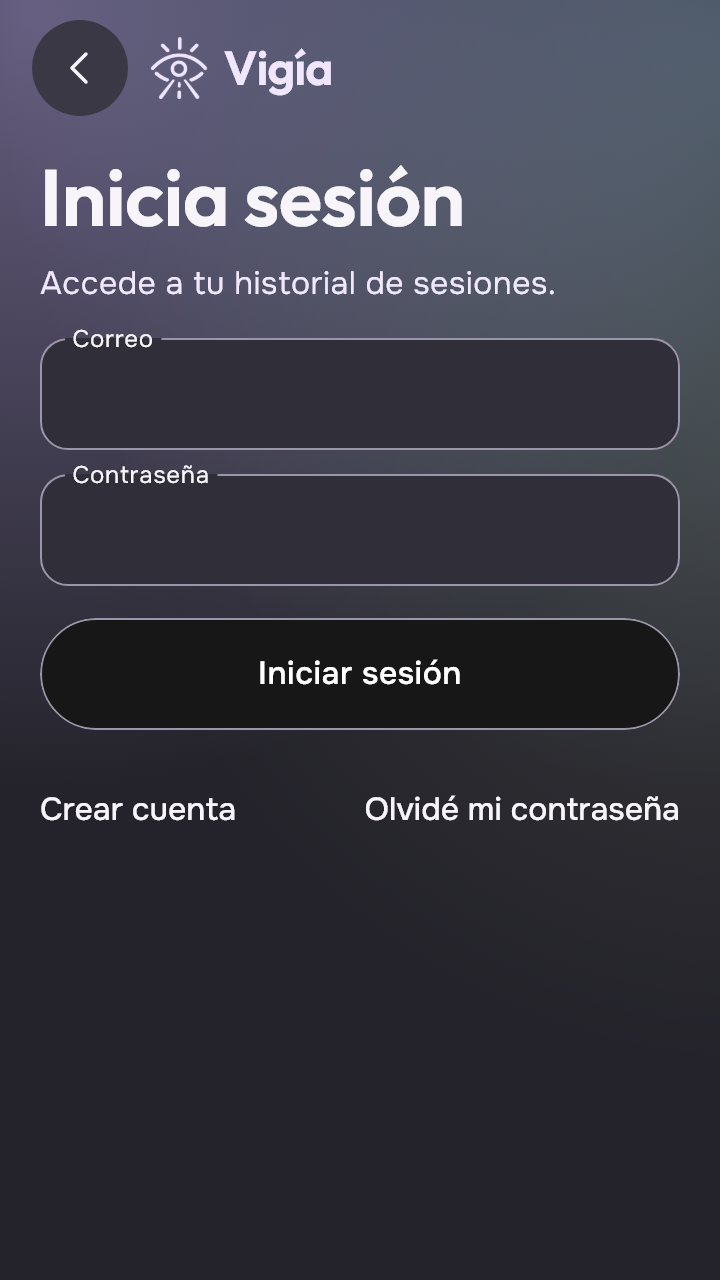 Vigía
Inicia sesión
Accede a tu historial de sesiones.
Correo
Contraseña
Iniciar sesión
Crear cuenta
Olvidé mi contraseña